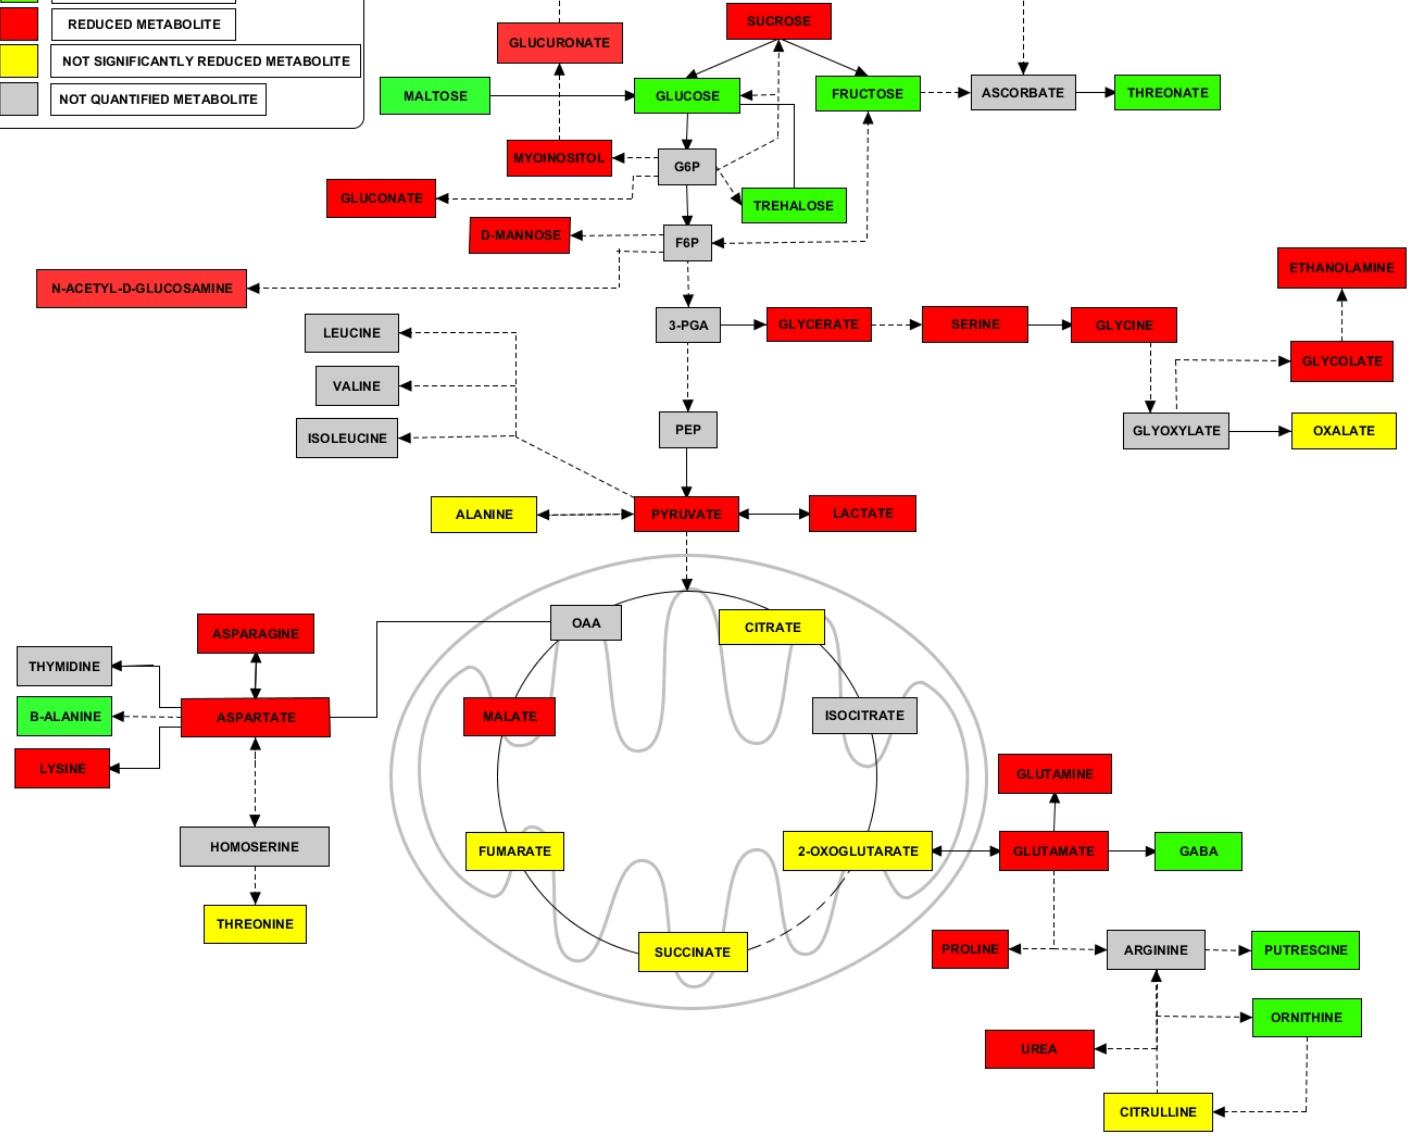 REDUCED METABOLITE
NOT SIGNIFICANTLY REDUCED METABOLITE
NOT QUANTIFIED METABOLITE
SUCROSE
GLUCURONATE
MALTOSE
GLUCOSE
FRUCTOSE
ASCORBATE
THREONATE
MYOINOSITOL
G6P
GLUCONATE
TREHALOSE
D-MANNOSE
F6P
ETHANOLAMINE
N-ACETYL-D-GLUCOSAMINE
LEUCINE
3-PGA
GLYCERATE
SERINE
GLYCINE
GLYCOLATE
VALINE
ISOLEUCINE
PEP
GLYOXYLATE
OXALATE
ALANINE
PYRUVATE
LACTATE
OAA
CITRATE
ASPARAGINE
THYMIDINE
B-ALANINE
ASPARTATE
MALATE
ISOCITRATE
LYSINE
GLUTAMINE
HOMOSERINE
FUMARATE
2-OXOGLUTARATE
GLUTAMATE
GABA
THREONINE
SUCCINATE
PROLINE
ARGININE
PUTRESCINE
ORNITHINE
UREA
CITRULLINE